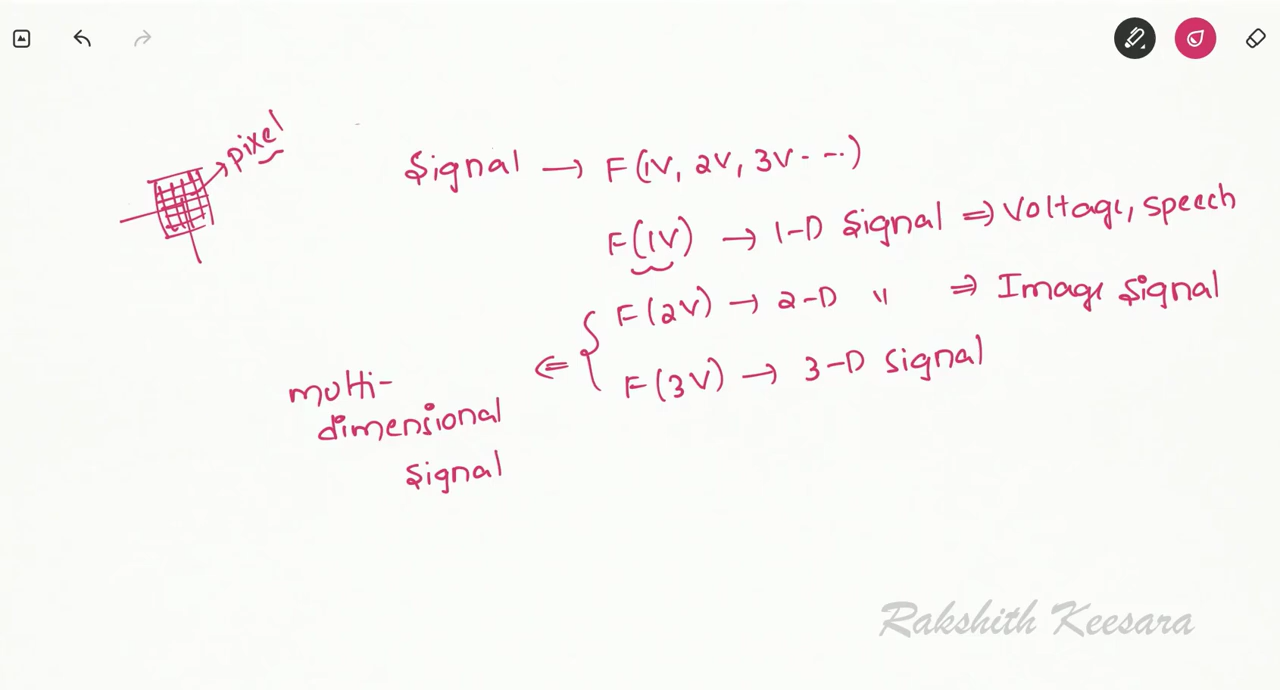 pixel
Signal → F(1V, 2V, 3V- --)
F(1V) → 1-D Signal ⇒ Voltage, speech
F(2V) → 2-D " ⇒ Image Signal
F(3V) → 3-D Signal
multi-
dimensional
Signal
Rakshith Keesara